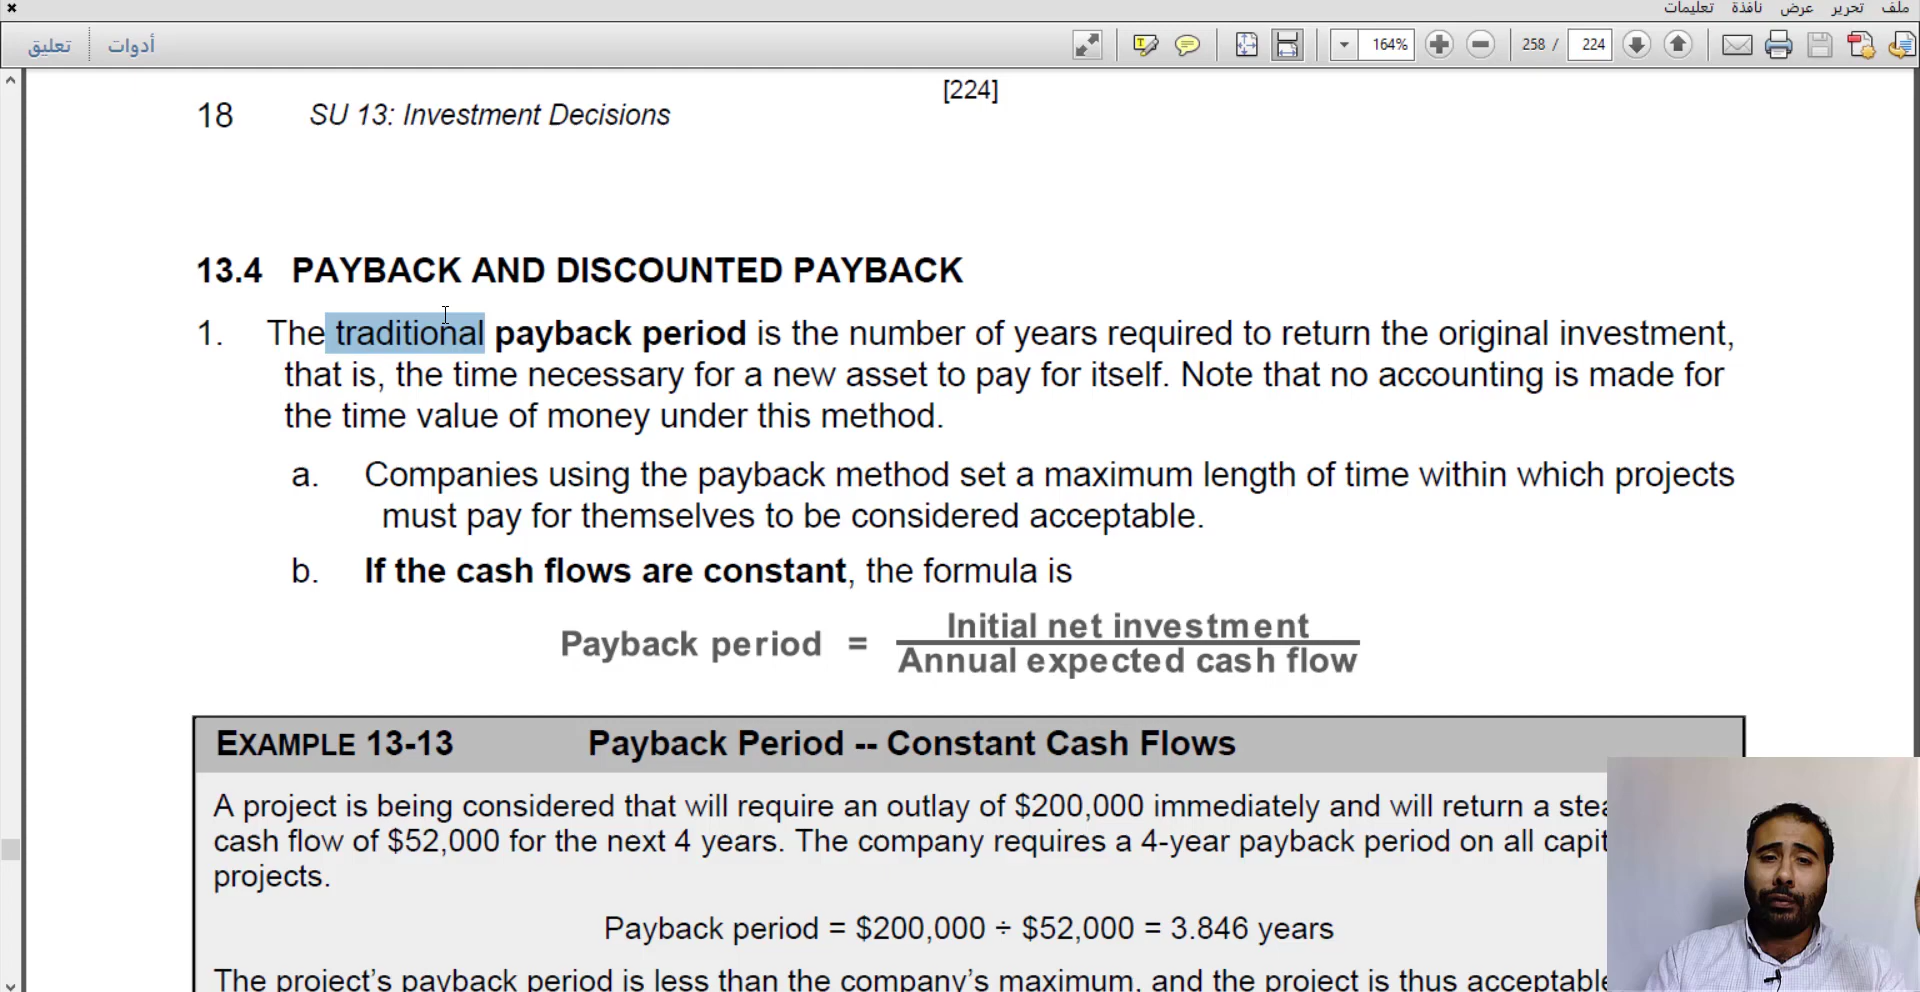 ملف تحرير عرض نافذة تعليمات
أدوات تعليق
224 / 258 164%
[224]
18 SU 13: Investment Decisions
13.4 PAYBACK AND DISCOUNTED PAYBACK
1. The traditional payback period is the number of years required to return the original investment,
that is, the time necessary for a new asset to pay for itself. Note that no accounting is made for
the time value of money under this method.
a. Companies using the payback method set a maximum length of time within which projects
must pay for themselves to be considered acceptable.
b. If the cash flows are constant, the formula is
Payback period = Initial net investment
Annual expected cash flow
EXAMPLE 13-13 Payback Period -- Constant Cash Flows
A project is being considered that will require an outlay of $200,000 immediately and will return a
cash flow of $52,000 for the next 4 years. The company requires a 4-year payback period on all
projects.
Payback period = $200,000 ÷ $52,000 = 3.846 years
The project's payback period is less than the company's maximum, and the project is thus